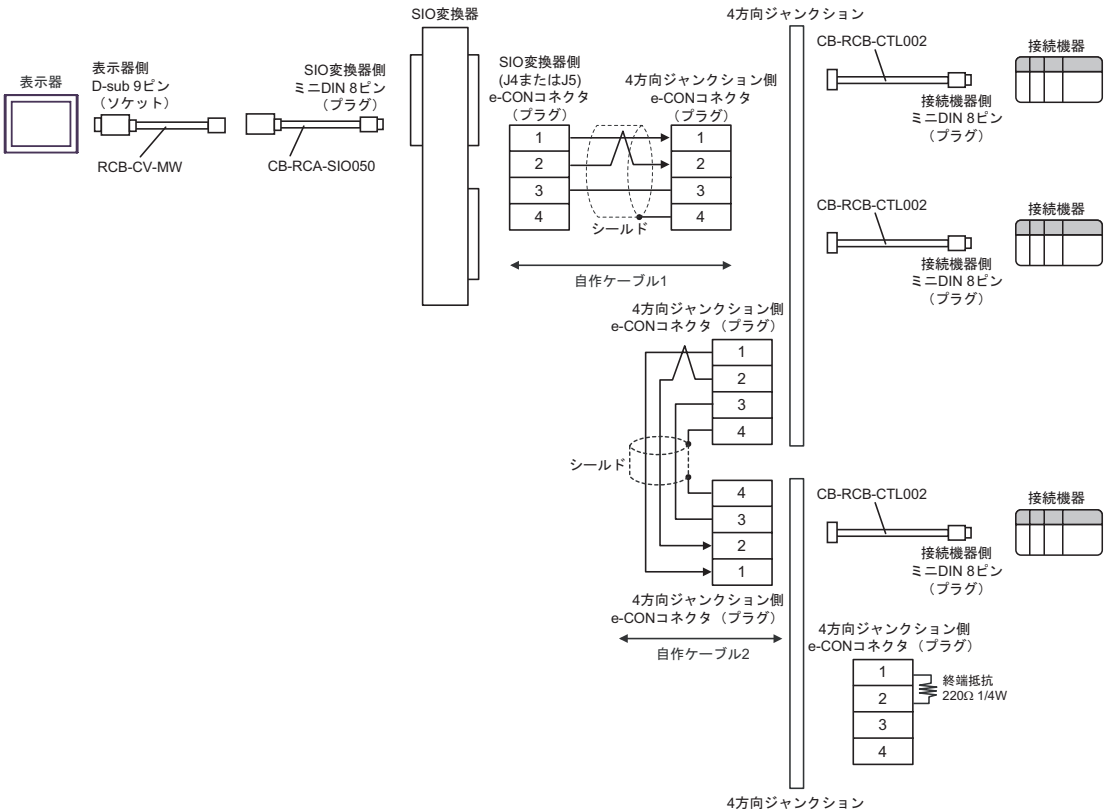 SIO変換器
4方向ジャンクション
表示器
表示器側
D-sub 9ピン
（ソケット）
RCB-CV-MW
SIO変換器側
ミニDIN 8ピン
（プラグ）
CB-RCA-SIO050
SIO変換器側
(J4またはJ5)
e-CONコネクタ
（プラグ）
1
2
3
4
4方向ジャンクション側
e-CONコネクタ
（プラグ）
1
2
3
4
シールド
自作ケーブル1
CB-RCB-CTL002
接続機器側
ミニDIN 8ピン
（プラグ）
接続機器
CB-RCB-CTL002
接続機器側
ミニDIN 8ピン
（プラグ）
接続機器
4方向ジャンクション側
e-CONコネクタ（プラグ）
1
2
3
4
シールド
4
3
2
1
4方向ジャンクション側
e-CONコネクタ（プラグ）
自作ケーブル2
CB-RCB-CTL002
接続機器側
ミニDIN 8ピン
（プラグ）
接続機器
4方向ジャンクション側
e-CONコネクタ（プラグ）
1
2
3
4
終端抵抗
220Ω 1/4W
4方向ジャンクション